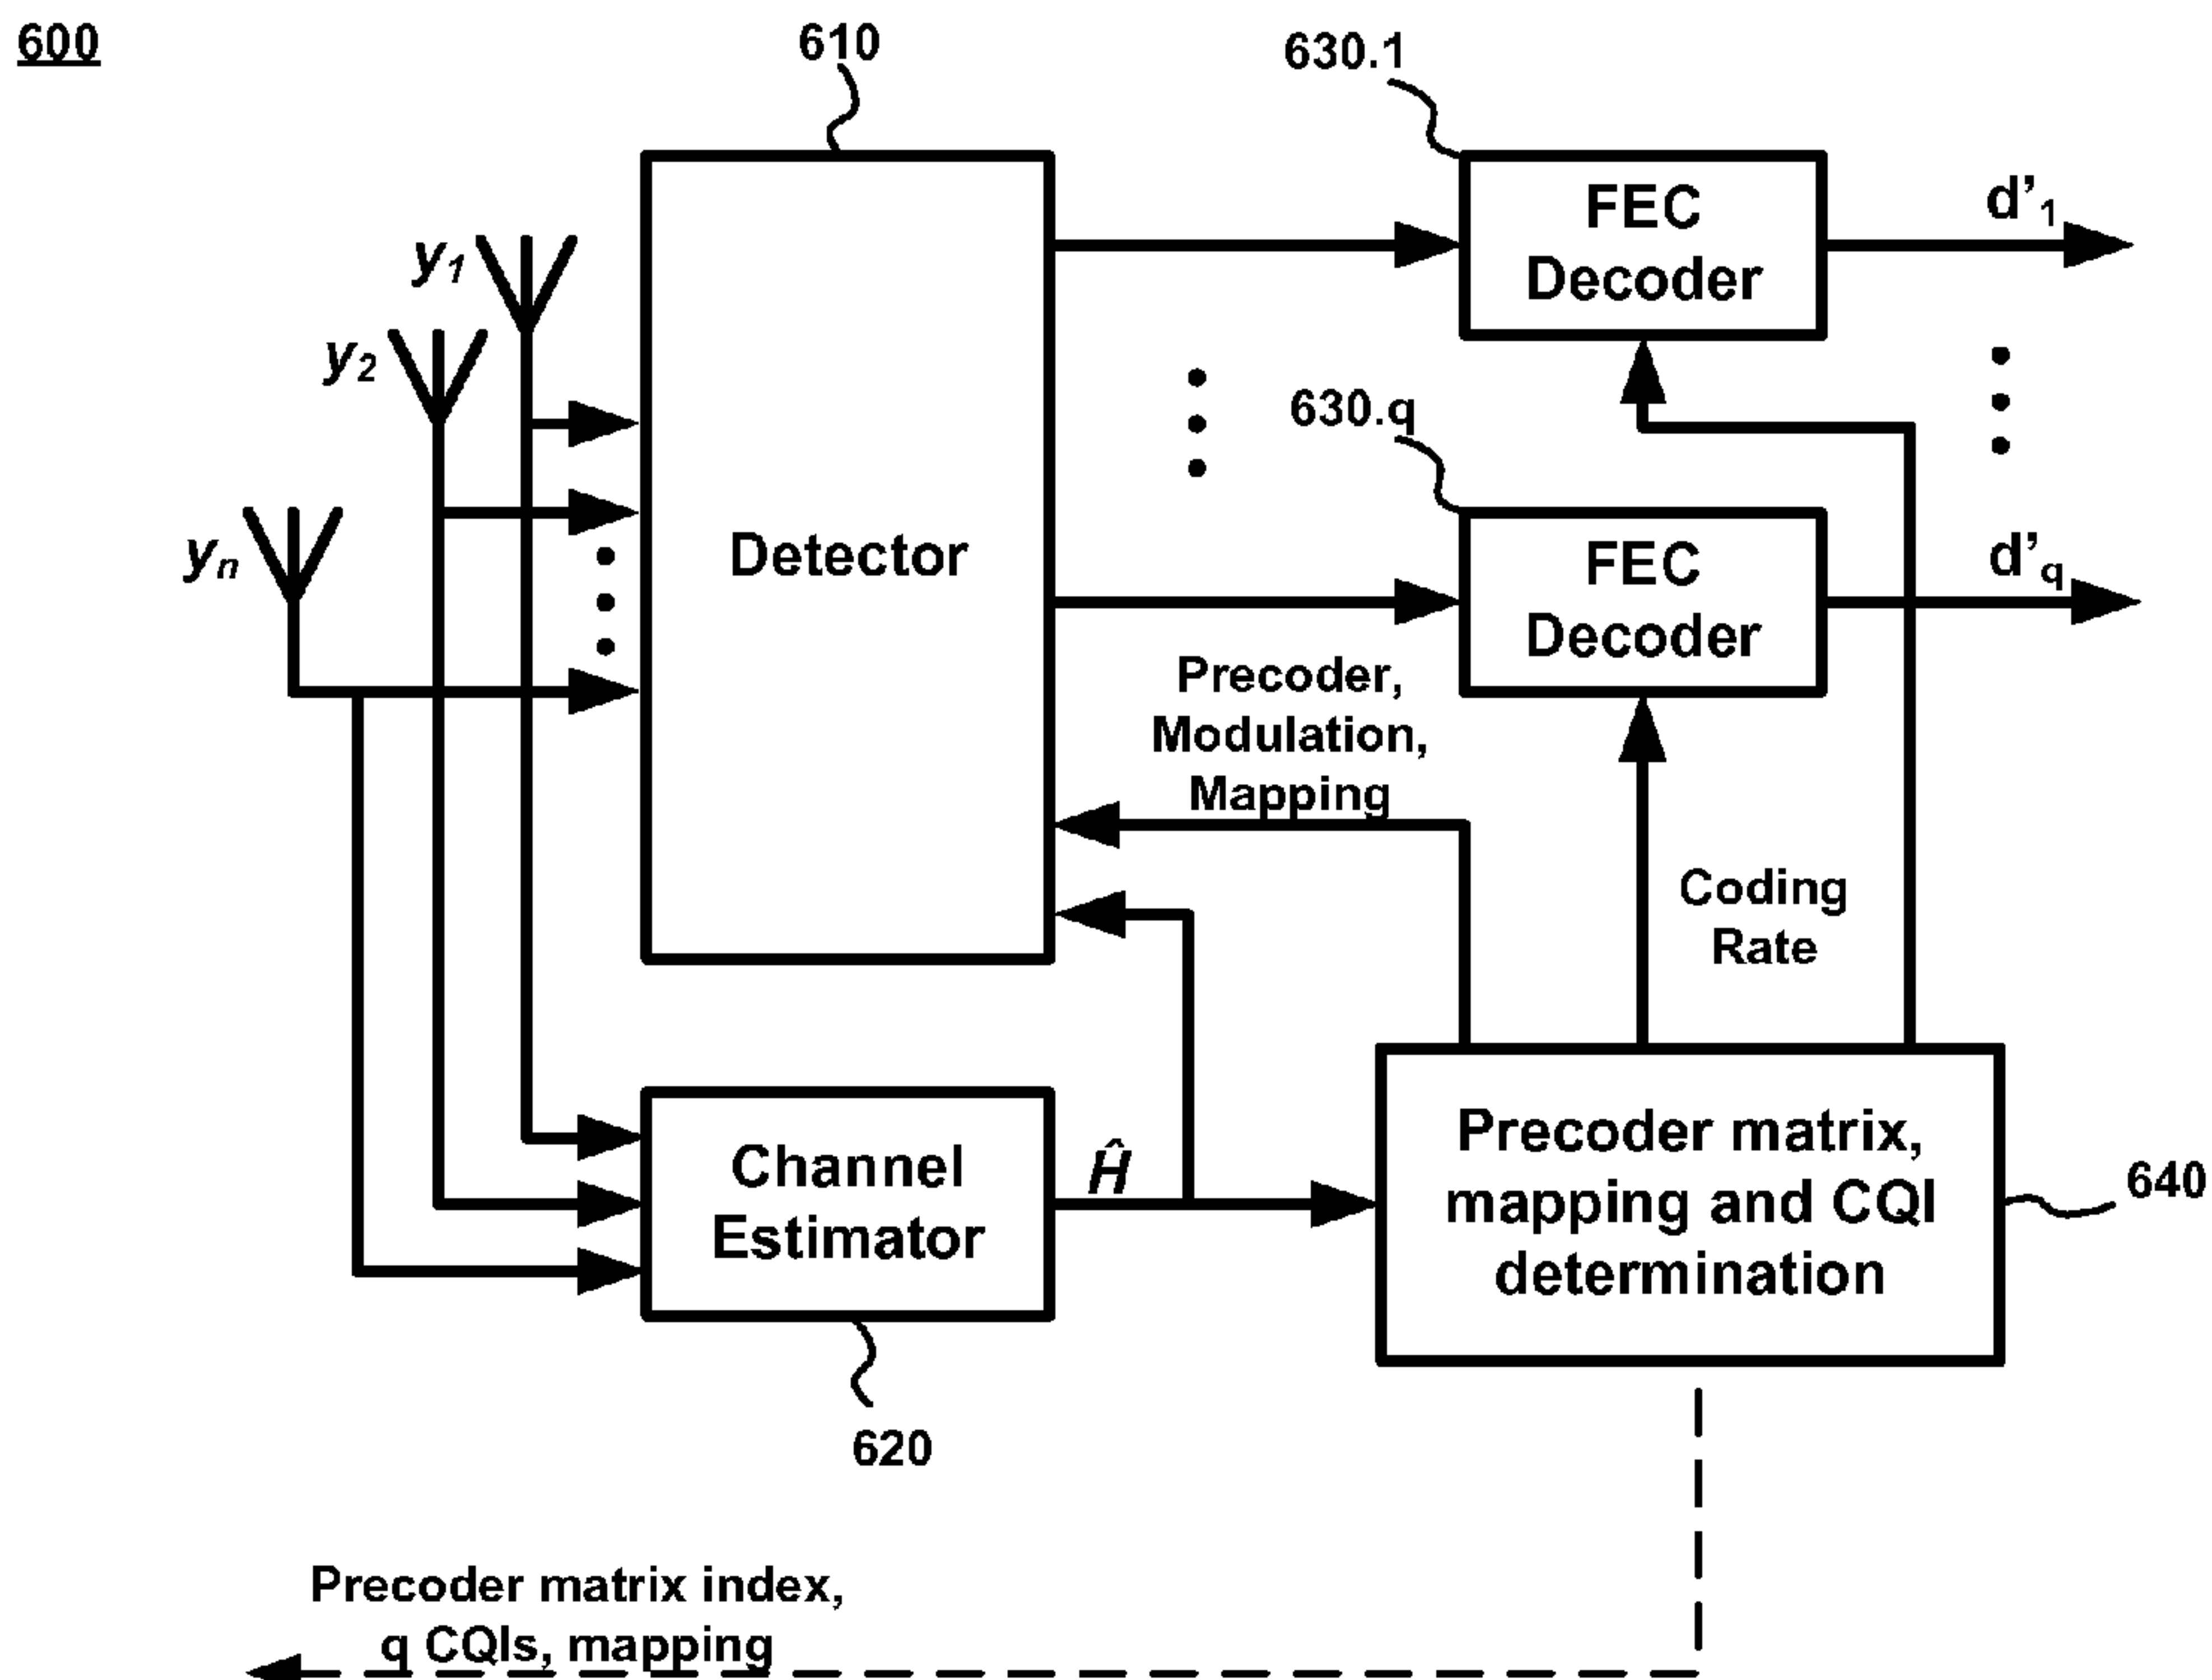 600
610
630.1
FEC
Decoder
d’1
y1
y2
yn
Detector
630.q
FEC
Decoder
d’q
Precoder,
Modulation,
Mapping
Coding
Rate
Channel
Estimator
Ĥ
Precoder matrix,
mapping and CQI
determination
640
620
Precoder matrix index,
q CQIs, mapping